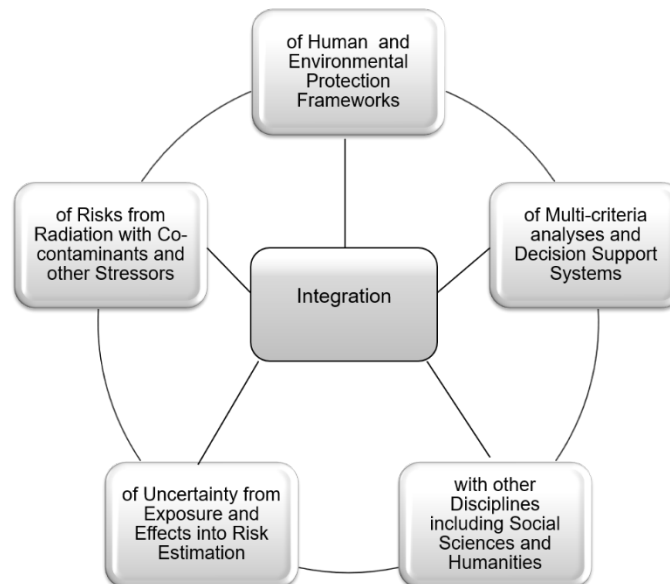 of Human and
Environmental
Protection
Frameworks
of Risks from
Radiation with Co-
contaminants and
other Stressors
of Multi-criteria
analyses and
Decision Support
Systems
Integration
of Uncertainty from
Exposure and
Effects into Risk
Estimation
with other
Disciplines
including Social
Sciences and
Humanities